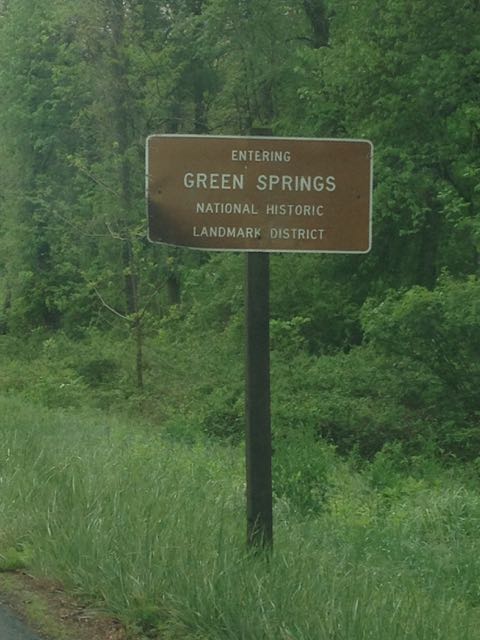 ENTERING
GREEN SPRINGS
NATIONAL HISTORIC
LANDMARK DISTRICT